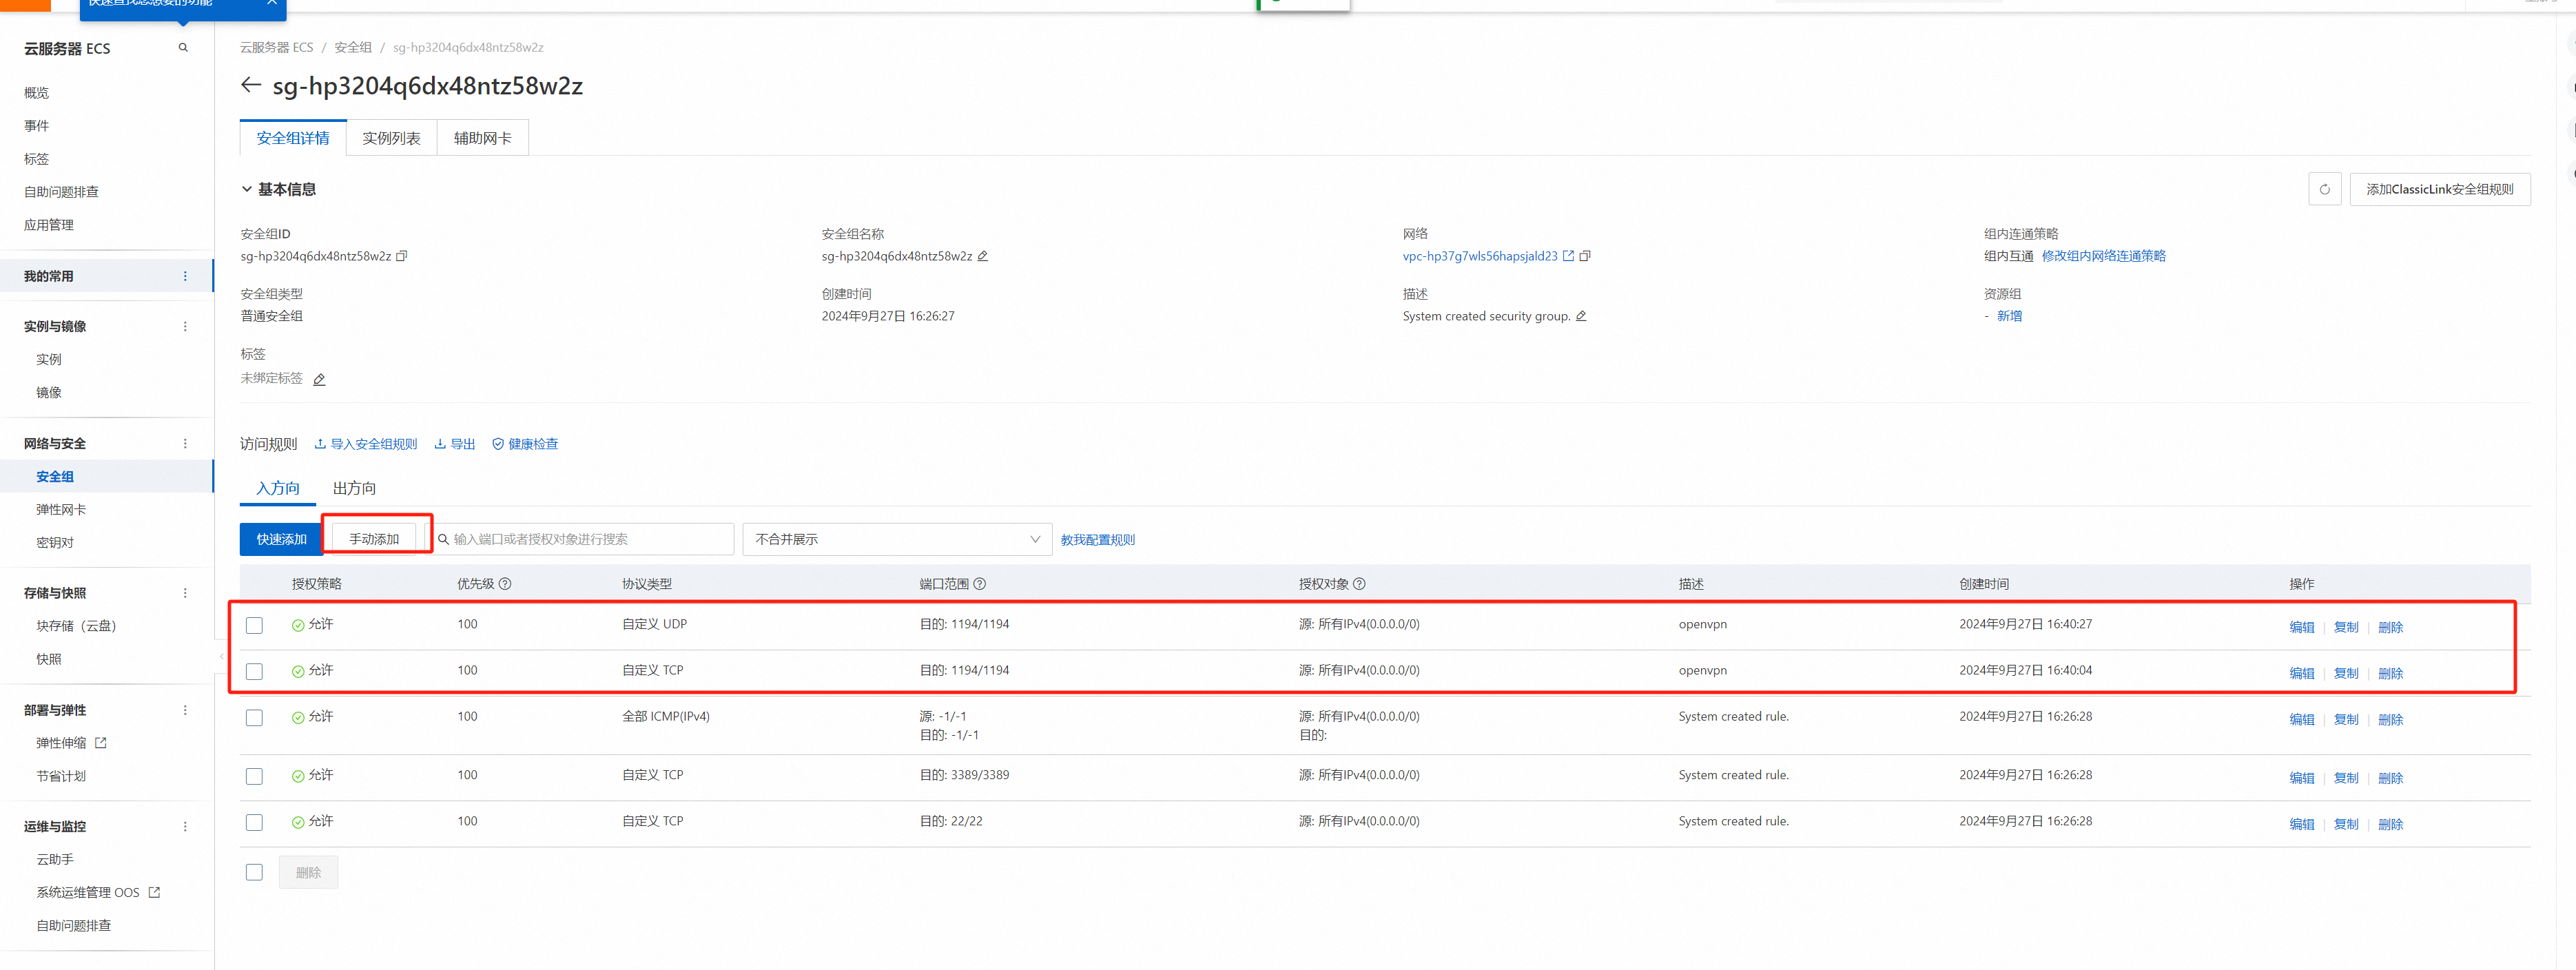 云服务器 ECS
概览
事件
标签
自助问题排查
应用管理
我的常用
实例与镜像
实例
镜像
网络与安全
安全组
弹性网卡
密钥对
存储与快照
块存储（云盘）
快照
部署与弹性
弹性伸缩
节省计划
运维与监控
云助手
系统运维管理 OOS
自助问题排查
云服务器 ECS / 安全组 / sg-hp3204q6dx48ntz58w2z
sg-hp3204q6dx48ntz58w2z
安全组详情 实例列表 辅助网卡
基本信息
添加ClassicLink安全组规则
安全组ID 安全组名称 网络 组内连通策略
sg-hp3204q6dx48ntz58w2z sg-hp3204q6dx48ntz58w2z vpc-hp37g7wls56hapsjald23 组内互通 修改组内网络连通策略
安全组类型 创建时间 描述 资源组
普通安全组 2024年9月27日 16:26:27 System created security group. - 新增
标签
未绑定标签
访问规则 导入安全组规则 导出 健康检查
入方向 出方向
快速添加 手动添加 输入端口或者授权对象进行搜索 不合并展示 教我配置规则
授权策略 优先级 协议类型 端口范围 授权对象 描述 创建时间 操作
允许 100 自定义 UDP 目的: 1194/1194 源: 所有IPv4(0.0.0.0/0) openvpn 2024年9月27日 16:40:27 编辑 | 复制 | 删除
允许 100 自定义 TCP 目的: 1194/1194 源: 所有IPv4(0.0.0.0/0) openvpn 2024年9月27日 16:40:04 编辑 | 复制 | 删除
允许 100 全部 ICMP(IPv4) 源: -1/-1 源: 所有IPv4(0.0.0.0/0) System created rule. 2024年9月27日 16:26:28 编辑 | 复制 | 删除
目的: -1/-1 目的:
允许 100 自定义 TCP 目的: 3389/3389 源: 所有IPv4(0.0.0.0/0) System created rule. 2024年9月27日 16:26:28 编辑 | 复制 | 删除
允许 100 自定义 TCP 目的: 22/22 源: 所有IPv4(0.0.0.0/0) System created rule. 2024年9月27日 16:26:28 编辑 | 复制 | 删除
删除